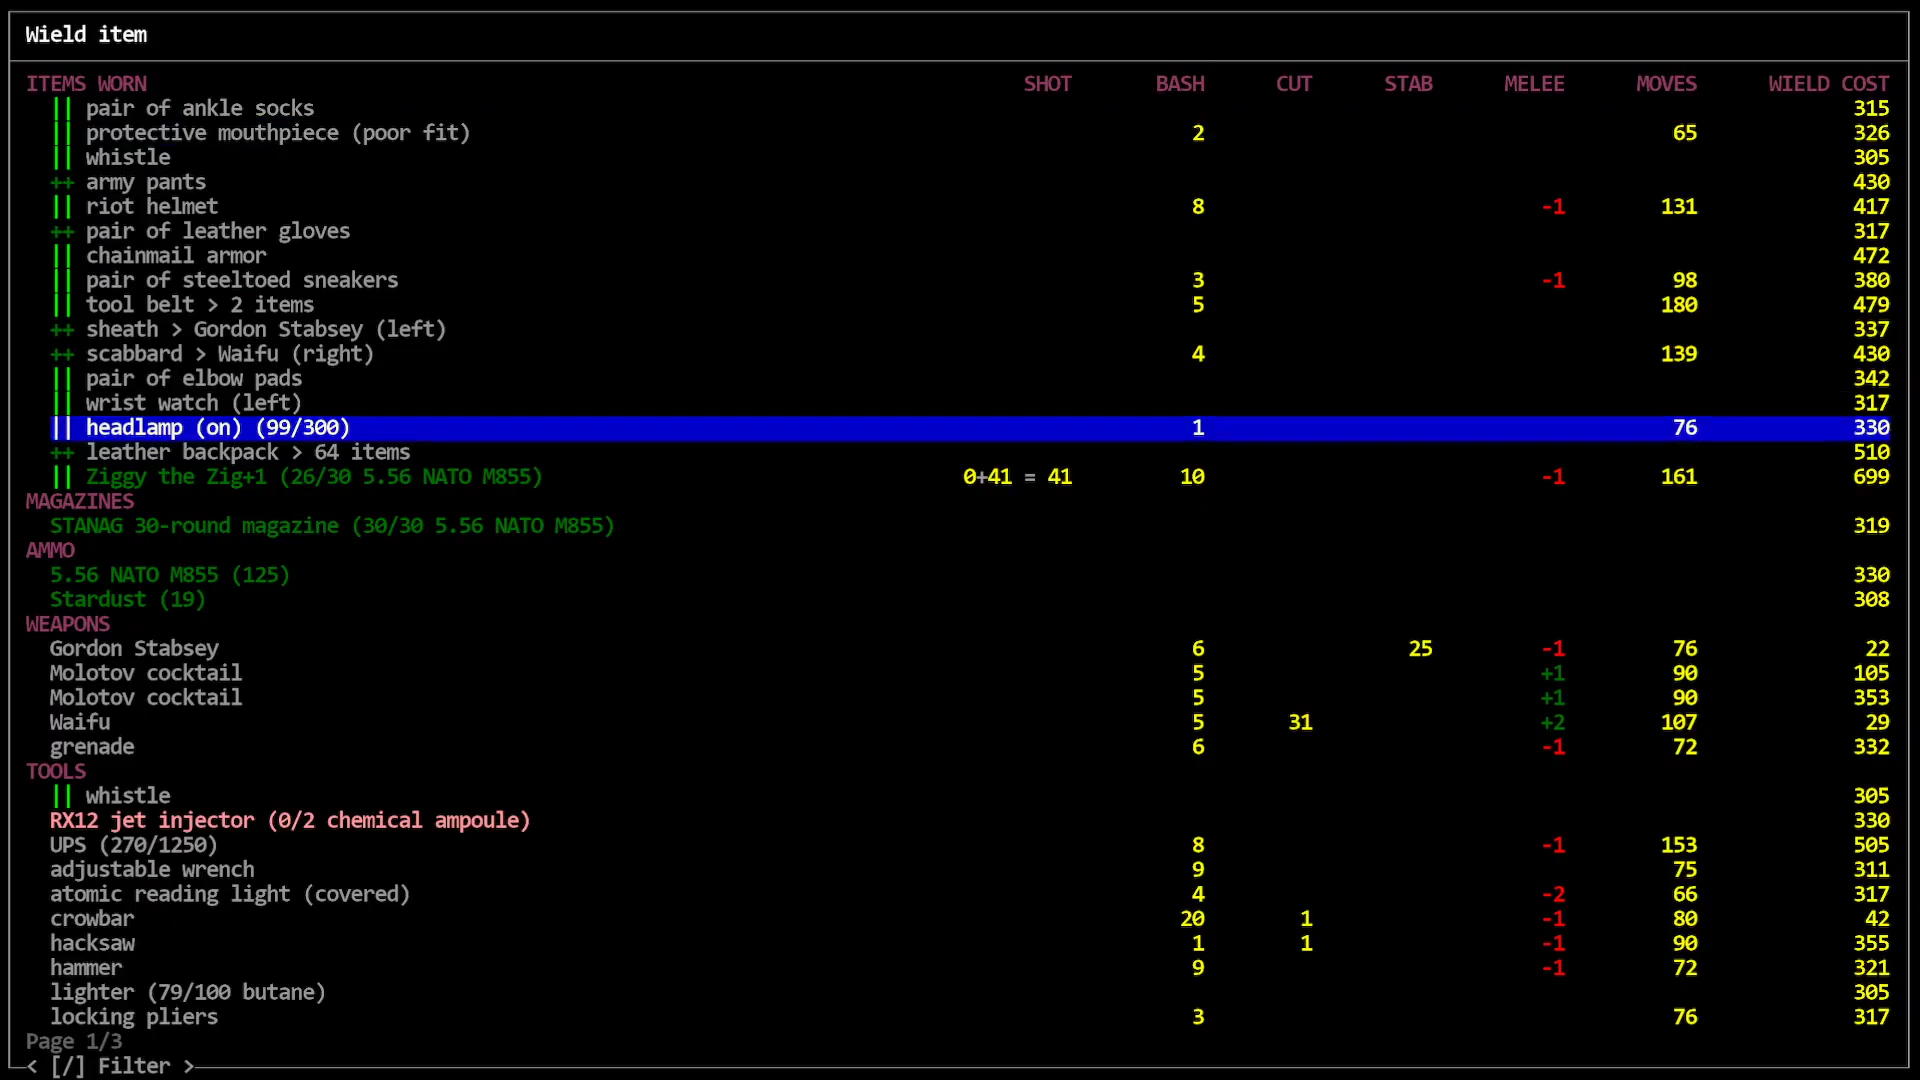 Wield item
ITEMS WORN SHOT BASH CUT STAB MELEE MOVES WIELD COST
|| pair of ankle socks 315
|| protective mouthpiece (poor fit) 2 65 326
|| whistle 305
++ army pants 430
|| riot helmet 8 -1 131 417
++ pair of leather gloves 317
|| chainmail armor 472
|| pair of steeltoed sneakers 3 -1 98 380
|| tool belt > 2 items 5 180 479
++ sheath > Gordon Stabsey (left) 337
++ scabbard > Waifu (right) 4 139 430
|| pair of elbow pads 342
|| wrist watch (left) 317
|| headlamp (on) (99/300) 1 76 330
++ leather backpack > 64 items 510
|| Ziggy the Zig+1 (26/30 5.56 NATO M855) 0+41 = 41 10 -1 161 699
MAGAZINES
STANAG 30-round magazine (30/30 5.56 NATO M855) 319
AMMO
5.56 NATO M855 (125) 330
Stardust (19) 308
WEAPONS
Gordon Stabsey 6 25 -1 76 22
Molotov cocktail 5 +1 90 105
Molotov cocktail 5 +1 90 353
Waifu 5 31 +2 107 29
grenade 6 -1 72 332
TOOLS
|| whistle 305
RX12 jet injector (0/2 chemical ampoule) 330
UPS (270/1250) 8 -1 153 505
adjustable wrench 9 75 311
atomic reading light (covered) 4 -2 66 317
crowbar 20 1 -1 80 42
hacksaw 1 1 -1 90 355
hammer 9 -1 72 321
lighter (79/100 butane) 305
locking pliers 3 76 317
Page 1/3
< [/] Filter >